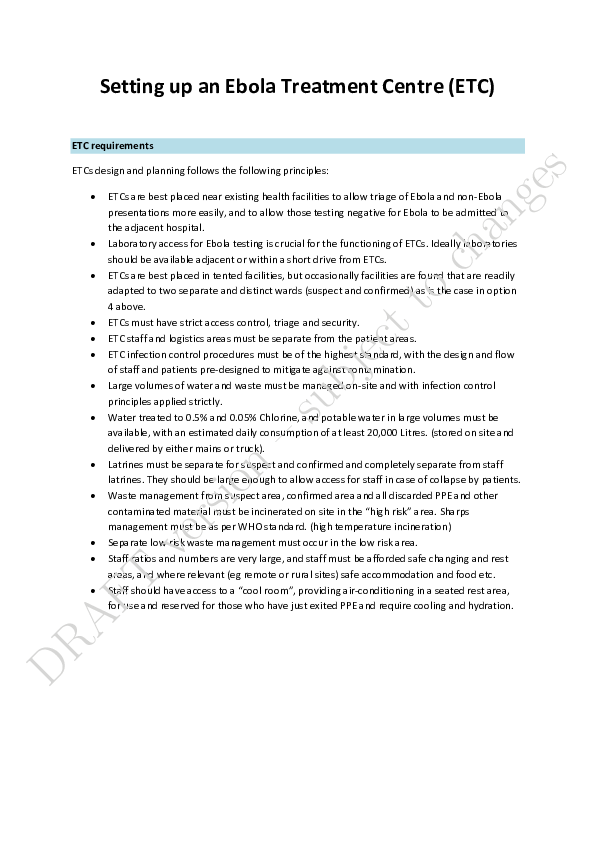 Setting up an Ebola Treatment Centre (ETC)
ETC requirements
ETCs design and planning follows the following principles:
• ETCs are best placed near existing health facilities to allow triage of Ebola and non-Ebola
presentations more easily, and to allow those testing negative for Ebola to be admitted to
the adjacent hospital.
• Laboratory access for Ebola testing is crucial for the functioning of ETCs. Ideally laboratories
should be available adjacent or within a short drive from ETCs.
• ETCs are best placed in tented facilities, but occasionally facilities are found that are readily
adapted to two separate and distinct wards (suspect and confirmed) as is the case in option
4 above.
• ETCs must have strict access control, triage and security.
• ETC staff and logistics areas must be separate from the patient areas.
• ETC infection control procedures must be of the highest standard, with the design and flow
of staff and patients pre-designed to mitigate against contamination.
• Large volumes of water and waste must be managed on-site and with infection control
principles applied strictly.
• Water treated to 0.5% and 0.05% Chlorine, and potable water in large volumes must be
available, with an estimated daily consumption of at least 20,000 Litres. (stored on site and
delivered by either mains or truck).
• Latrines must be separate for suspect and confirmed and completely separate from staff
latrines. They should be large enough to allow access for staff in case of collapse by patients.
• Waste management from suspect area, confirmed area and all discarded PPE and other
contaminated material must be incinerated on site in the “high risk” area. Sharps
management must be as per WHO standard. (high temperature incineration)
• Separate low risk waste management must occur in the low risk area.
• Staff ratios and numbers are very large, and staff must be afforded safe changing and rest
areas, and where relevant (eg remote or rural sites) safe accommodation and food etc.
• Staff should have access to a “cool room”, providing air-conditioning in a seated rest area,
for use and reserved for those who have just exited PPE and require cooling and hydration.
DRAFT version - subject to changes